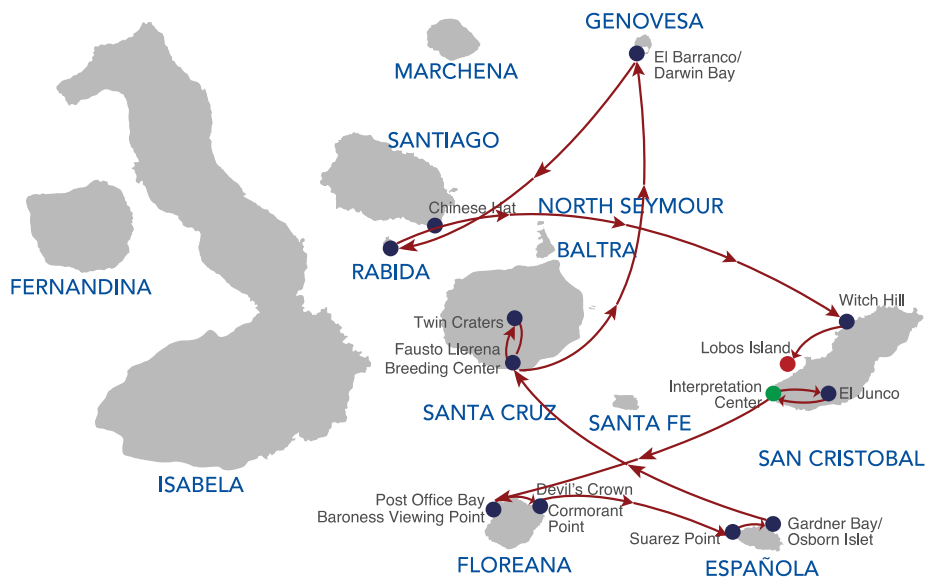 GENOVESA
El Barranco/
Darwin Bay
MARCHENA
SANTIAGO
Chinese Hat
NORTH SEYMOUR
BALTRA
RABIDA
FERNANDINA
Witch Hill
Twin Craters
Lobos Island
Fausto Llerena
Breeding Center
Interpretation
Center
El Junco
SANTA CRUZ
SANTA FE
SAN CRISTOBAL
ISABELA
Post Office Bay
Baroness Viewing Point
Devil's Crown
Cormorant
Point
Suarez Point
Gardner Bay/
Osborn Islet
FLOREANA
ESPAÑOLA